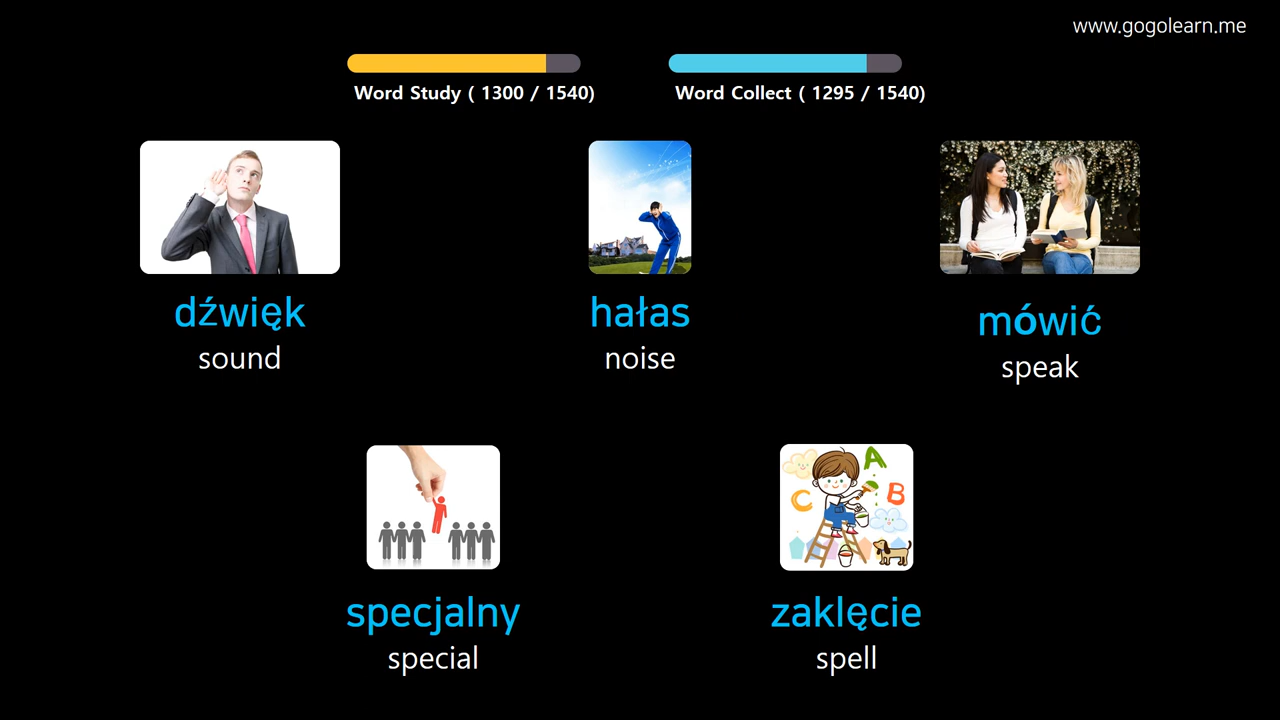 www.gogolearn.me
Word Study ( 1300 / 1540)
Word Collect ( 1295 / 1540)
dźwięk
sound
hałas
noise
mówić
speak
A
B
C
specjalny
special
zaklęcie
spell